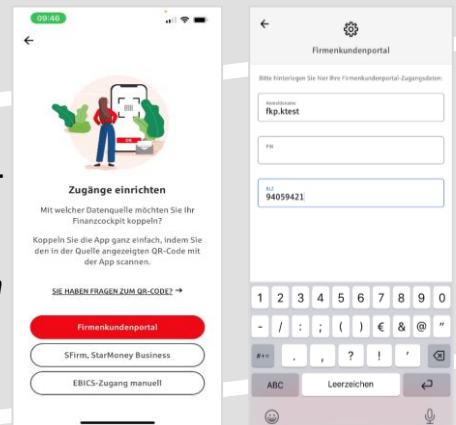 09:46
Zugänge einrichten
Mit welcher Datenquelle möchten Sie Ihr
Finanzcockpit koppeln?
Koppeln Sie die App ganz einfach, indem Sie
den in der Quelle angezeigten QR-Code mit
der App scannen.
SIE HABEN FRAGEN ZUM QR-CODE? →
Firmenkundenportal
SFirm, StarMoney Business
EBICS-Zugang manuell
Firmenkundenportal
Bitte hinterlegen Sie hier Ihre Firmenkundenportal-Zugangsdaten:
Anmeldename
fkp.ktest
PIN
BLZ
94059421
1 2 3 4 5 6 7 8 9 0
- / : ; ( ) € & @ "
#+= . , ? ! '
ABC Leerzeichen